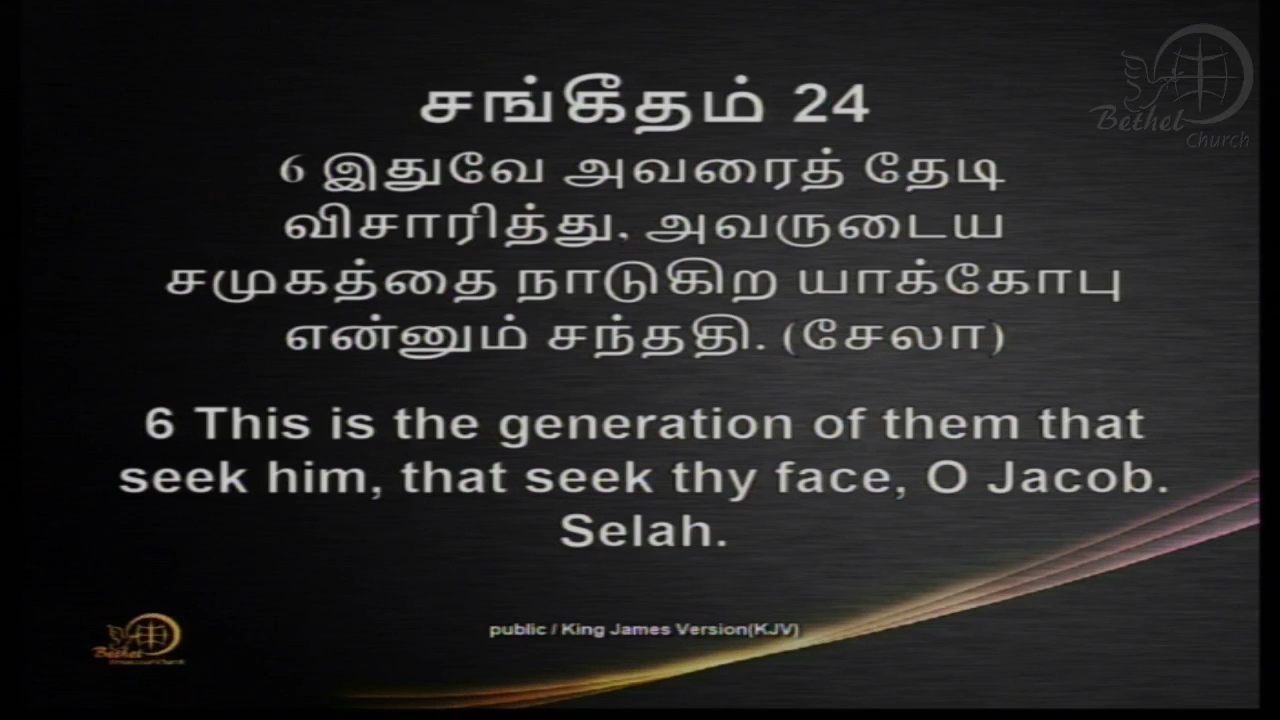 Bethel
Church
சங்கீதம் 24
6 இதுவே அவரைத் தேடி
விசாரித்து, அவருடைய
சமுகத்தை நாடுகிற யாக்கோபு
என்னும் சந்ததி. (சேலா)
6 This is the generation of them that
seek him, that seek thy face, O Jacob.
Selah.
public / King James Version(KJV)
Bethel